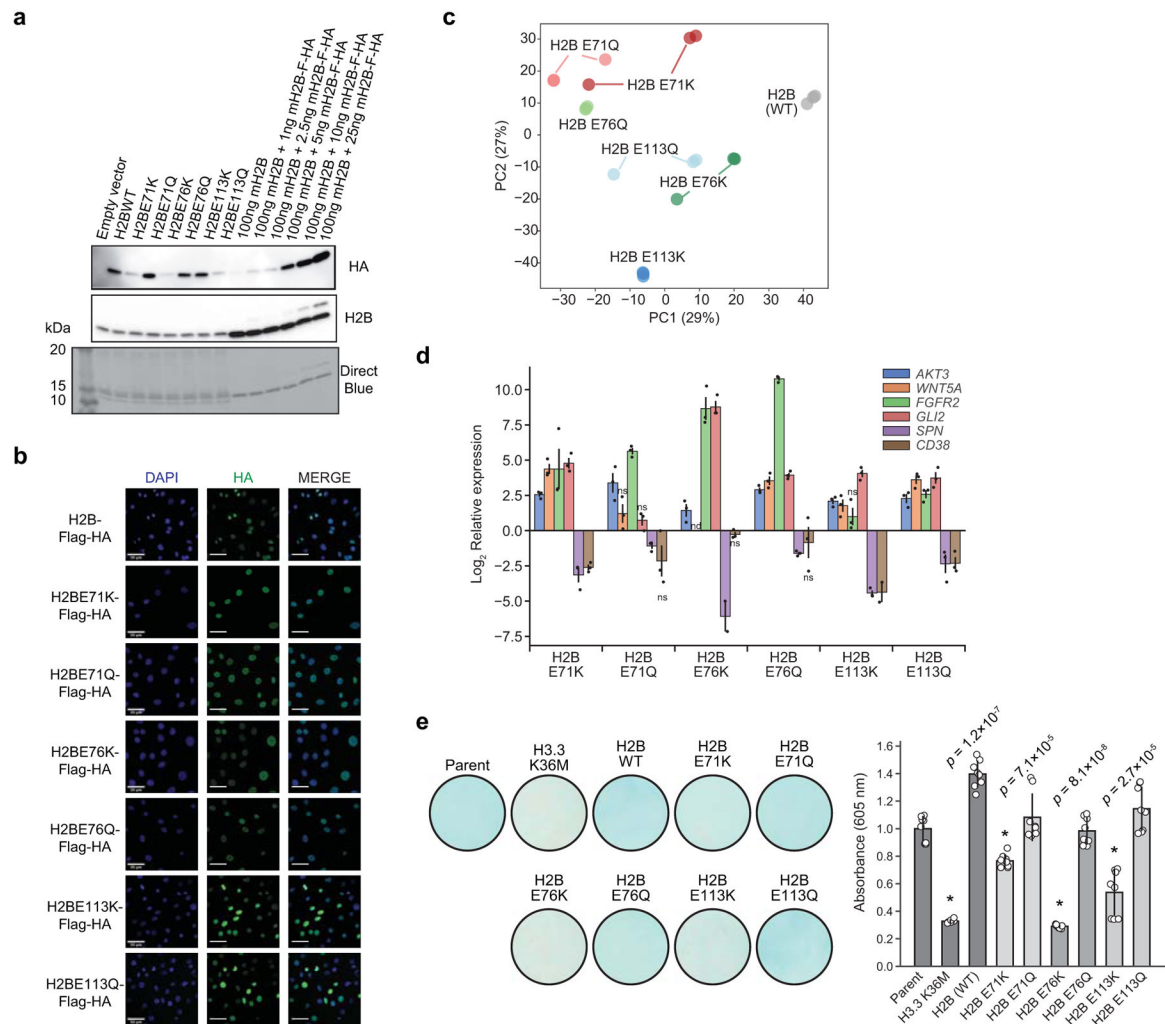 a
Empty vector
H2BWT
H2BE71K
H2BE71Q
H2BE76K
H2BE76Q
H2BE113K
H2BE113Q
100ng mH2B
100ng mH2B + 1ng mH2B-F-HA
100ng mH2B + 2.5ng mH2B-F-HA
100ng mH2B + 5ng mH2B-F-HA
100ng mH2B + 10ng mH2B-F-HA
100ng mH2B + 25ng mH2B-F-HA
HA
H2B
kDa
20
15
10
Direct
Blue
b
DAPI
HA
MERGE
H2B-
Flag-HA
H2BE71K-
Flag-HA
H2BE71Q-
Flag-HA
H2BE76K-
Flag-HA
H2BE76Q-
Flag-HA
H2BE113K-
Flag-HA
H2BE113Q-
Flag-HA
c
30
20
10
0
−10
−20
−30
−40
PC2 (27%)
H2B E71Q
H2B E71K
H2B
(WT)
H2B E76Q
H2B E113Q
H2B E76K
H2B E113K
−30
−20
−10
0
10
20
30
40
PC1 (29%)
d
10.0
7.5
5.0
2.5
0.0
−2.5
−5.0
−7.5
Log2 Relative expression
AKT3
WNT5A
FGFR2
GLI2
SPN
CD38
ns
ns
ns
nd
ns
ns
ns
H2B
E71K
H2B
E71Q
H2B
E76K
H2B
E76Q
H2B
E113K
H2B
E113Q
e
Parent
H3.3
K36M
H2B
WT
H2B
E71K
H2B
E71Q
H2B
E76K
H2B
E76Q
H2B
E113K
H2B
E113Q
1.6
1.4
1.2
1.0
0.8
0.6
0.4
0.2
0.0
Absorbance (605 nm)
p = 1.2×10⁻⁷
p = 7.1×10⁻⁵
p = 8.1×10⁻⁸
p = 2.7×10⁻⁵
*
*
*
*
Parent
H3.3 K36M
H2B (WT)
H2B E71K
H2B E71Q
H2B E76K
H2B E76Q
H2B E113K
H2B E113Q